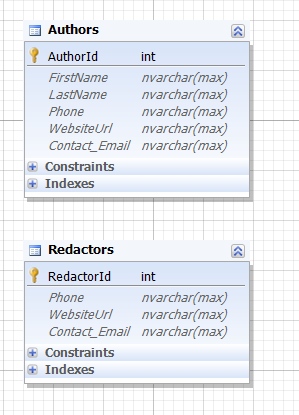 Authors
AuthorId int
FirstName nvarchar(max)
LastName nvarchar(max)
Phone nvarchar(max)
WebsiteUrl nvarchar(max)
Contact_Email nvarchar(max)
Constraints
Indexes
Redactors
RedactorId int
Phone nvarchar(max)
WebsiteUrl nvarchar(max)
Contact_Email nvarchar(max)
Constraints
Indexes